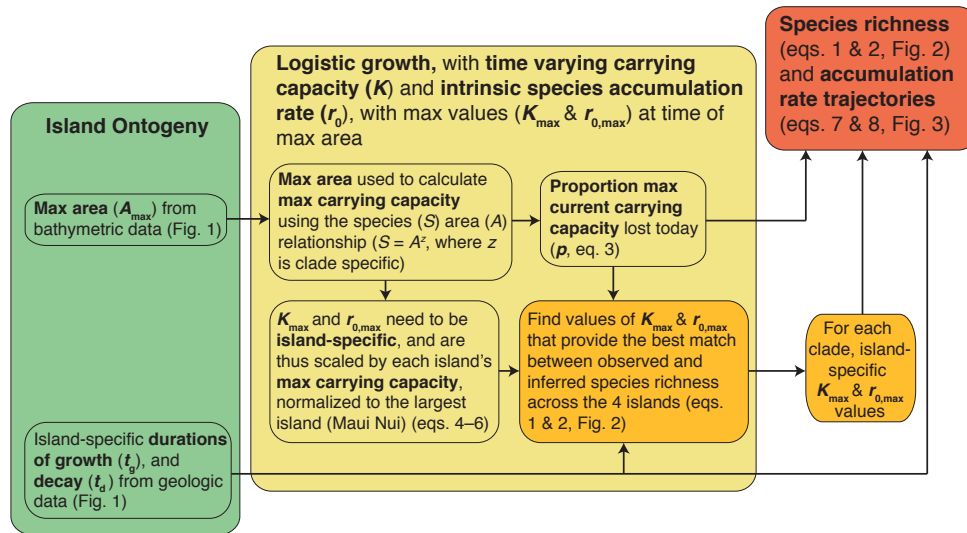 Species richness
(eqs. 1 & 2, Fig. 2)
and accumulation
rate trajectories
(eqs. 7 & 8, Fig. 3)
Logistic growth, with time varying carrying
capacity (K) and intrinsic species accumulation
rate (r0), with max values (Kmax & r0,max) at time of
max area
Island Ontogeny
Max area (Amax) from
bathymetric data (Fig. 1)
Max area used to calculate
max carrying capacity
using the species (S) area (A)
relationship (S = A^z, where z
is clade specific)
Proportion max
current carrying
capacity lost today
(p, eq. 3)
Kmax and r0,max need to be
island-specific, and are
thus scaled by each island's
max carrying capacity,
normalized to the largest
island (Maui Nui) (eqs. 4–6)
Find values of Kmax & r0,max
that provide the best match
between observed and
inferred species richness
across the 4 islands (eqs.
1 & 2, Fig. 2)
For each
clade, island-
specific
Kmax & r0,max
values
Island-specific durations
of growth (tg), and
decay (td) from geologic
data (Fig. 1)